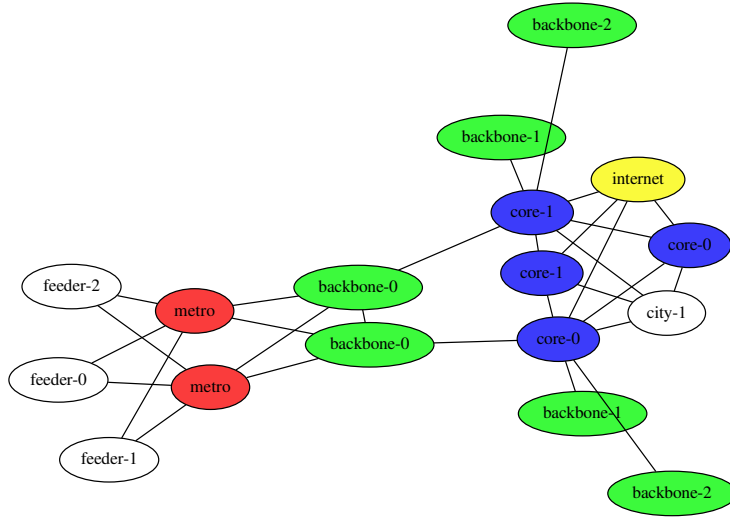 backbone-2
backbone-1
internet
core-1
core-0
core-1
feeder-2
backbone-0
metro
city-1
core-0
backbone-0
feeder-0
metro
backbone-1
feeder-1
backbone-2